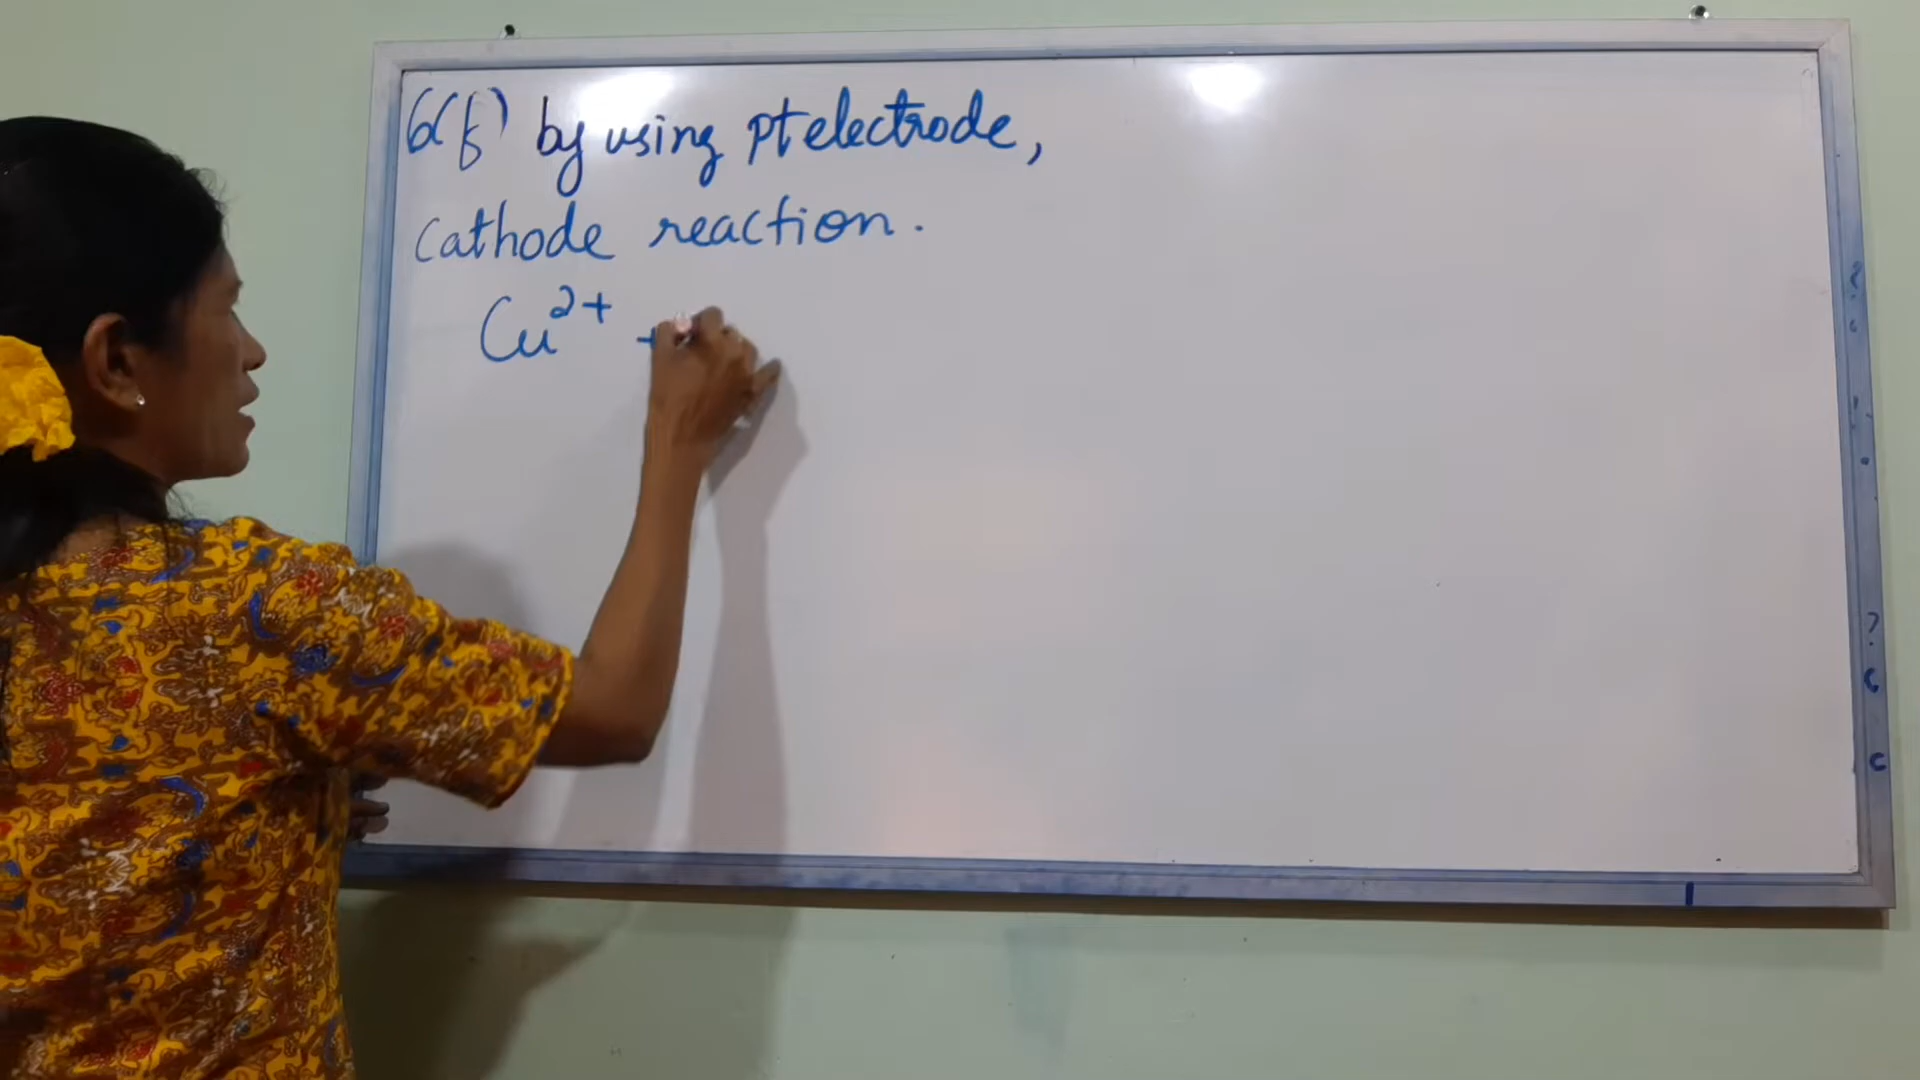 6(b) by using pt electrode,
Cathode reaction.
Cu²⁺ +